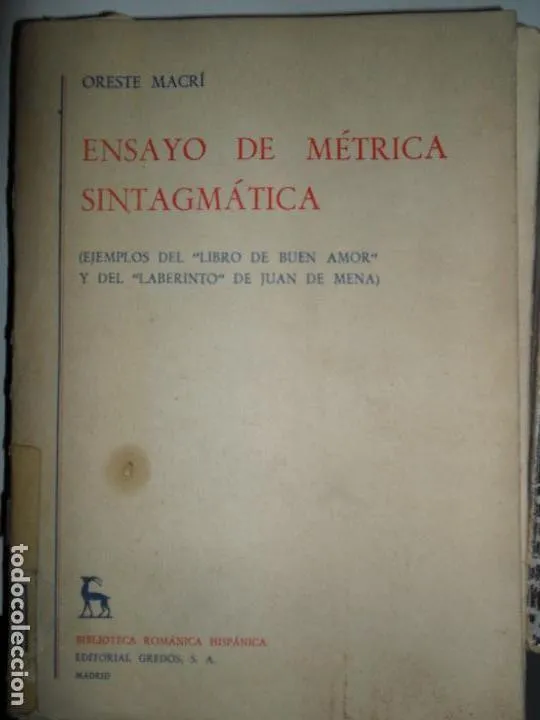 ORESTE MACRÍ
ENSAYO DE MÉTRICA
SINTAGMÁTICA
(EJEMPLOS DEL "LIBRO DE BUEN AMOR"
Y DEL "LABERINTO" DE JUAN DE MENA)
BIBLIOTECA ROMÁNICA HISPÁNICA
EDITORIAL GREDOS, S. A.
MADRID
todocoleccion.net